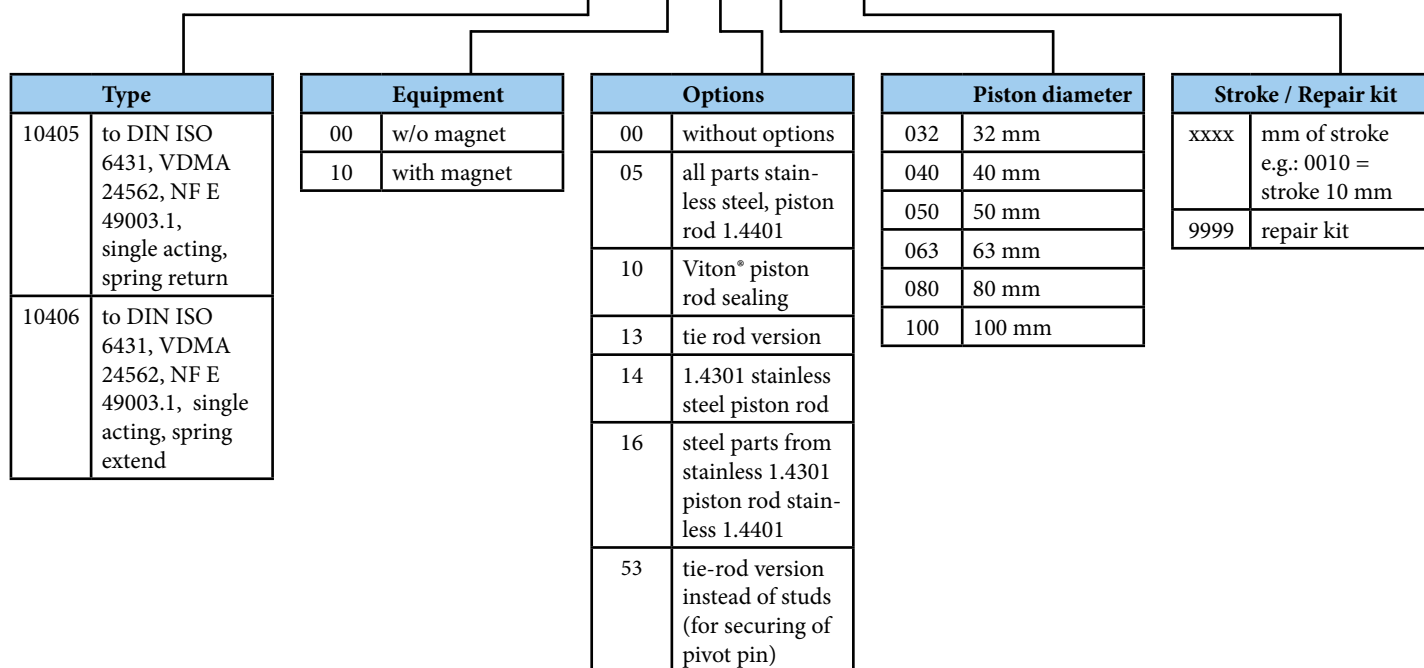 Type
10405 to DIN ISO
6431, VDMA
24562, NF E
49003.1,
single acting,
spring return
10406 to DIN ISO
6431, VDMA
24562, NF E
49003.1, single
acting, spring
extend
Equipment
00 w/o magnet
10 with magnet
Options
00 without options
05 all parts stain-
less steel, piston
rod 1.4401
10 Viton® piston
rod sealing
13 tie rod version
14 1.4301 stainless
steel piston rod
16 steel parts from
stainless 1.4301
piston rod stain-
less 1.4401
53 tie-rod version
instead of studs
(for securing of
pivot pin)
Piston diameter
032 32 mm
040 40 mm
050 50 mm
063 63 mm
080 80 mm
100 100 mm
Stroke / Repair kit
xxxx mm of stroke
e.g.: 0010 =
stroke 10 mm
9999 repair kit